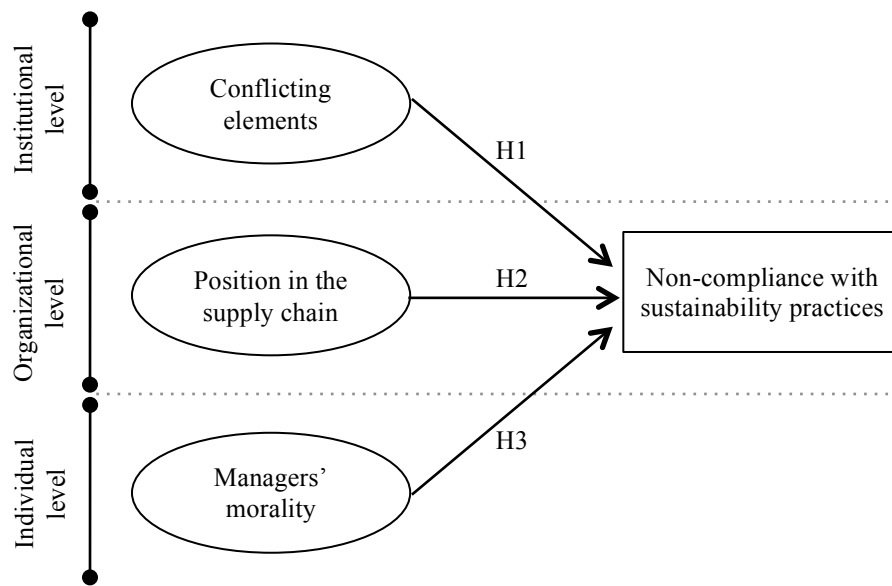 Institutional
level
Conflicting
elements
H1
Organizational
level
Position in the
supply chain
H2
Non-compliance with
sustainability practices
Individual
level
Managers’
morality
H3